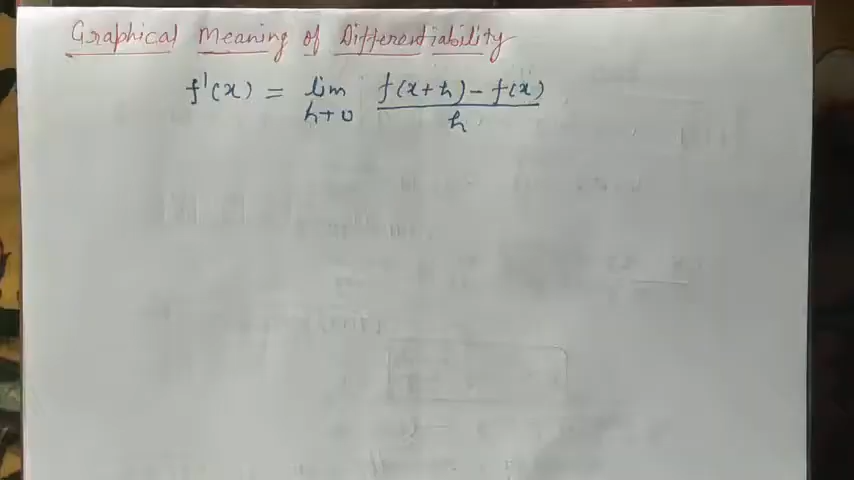 Graphical Meaning of Differentiability
f'(x) = lim h→0 f(x+h) - f(x) / h